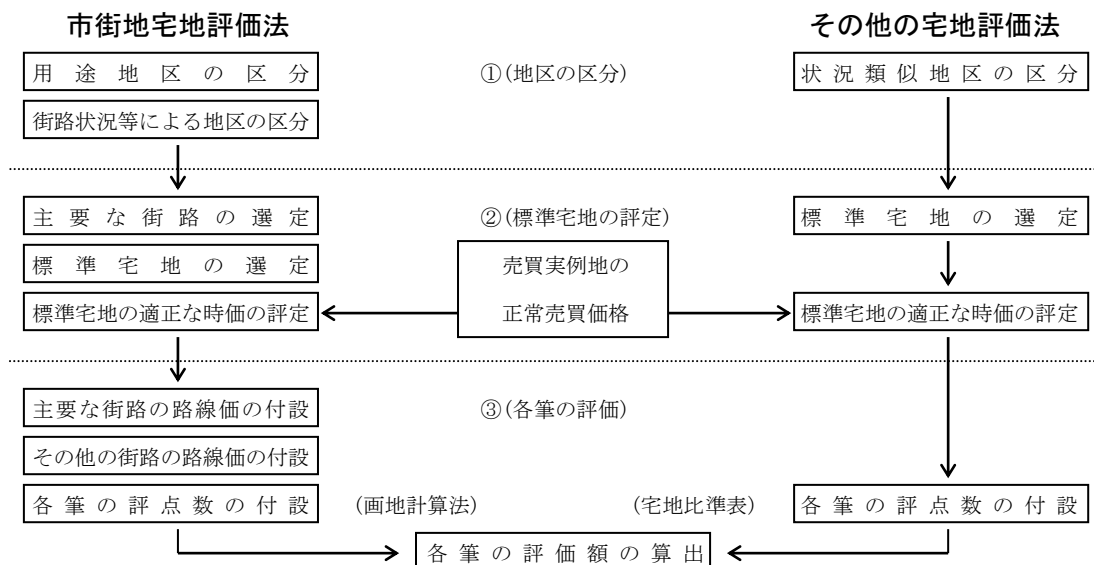 市街地宅地評価法
その他の宅地評価法
用途地区の区分
①(地区の区分)
状況類似地区の区分
街路状況等による地区の区分
主要な街路の選定
②(標準宅地の評定)
標準宅地の選定
標準宅地の選定
売買実例地の
正常売買価格
標準宅地の適正な時価の評定
標準宅地の適正な時価の評定
主要な街路の路線価の付設
③(各筆の評価)
その他の街路の路線価の付設
各筆の評点数の付設
(画地計算法)
(宅地比準表)
各筆の評点数の付設
各筆の評価額の算出